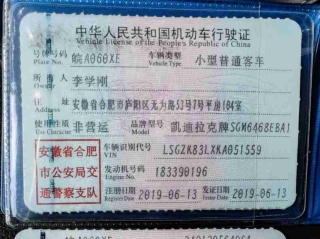 中华人民共和国机动车行驶证
Vehicle License of the People's Republic of China
号牌号码 皖A060XE 车辆类型 小型普通客车
Plate No. Vehicle Type
所有人 李学刚
Owner
住址 安徽省合肥市庐阳区无为路53号7号平房104室
Address
使用性质 非营运 品牌型号 凯迪拉克牌SGM6468EBA1
安徽省合肥
市公安局交
通警察支队
车辆识别代号 LSGZK83LXKA051559
VIN
发动机号码 183390196
Engine No.
注册日期 2019-06-13 发证日期 2019-06-13
Register Date Issue Date